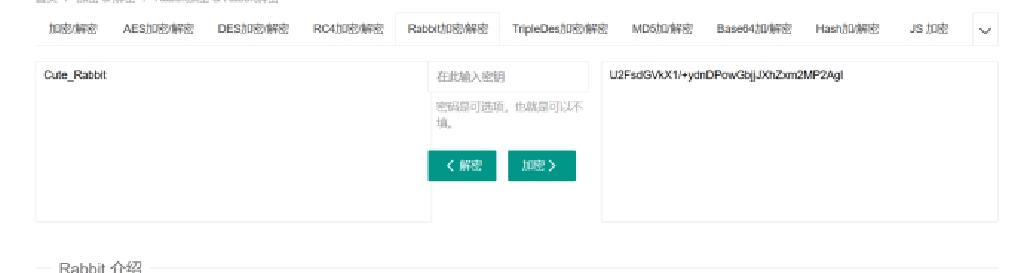 加密/解密 AES加密/解密 DES加密/解密 RC4加密/解密 Rabbit加密/解密 TripleDes加密/解密 MD5加/解密 Base64加/解密 Hash加/解密 JS 加密
Cute_Rabbit
在此输入密钥
密码是可选项，也就是可以不
填。
< 解密
加密 >
U2FsdGVkX1/+ydnDPowGbjjJXhZxm2MP2AgI
Rabbit 介绍